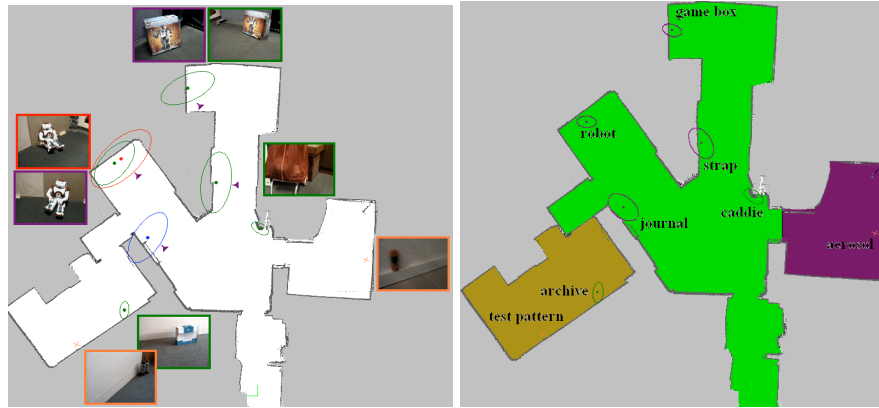 game box
robot
strap
journal
caddie
aerosol
archive
test pattern